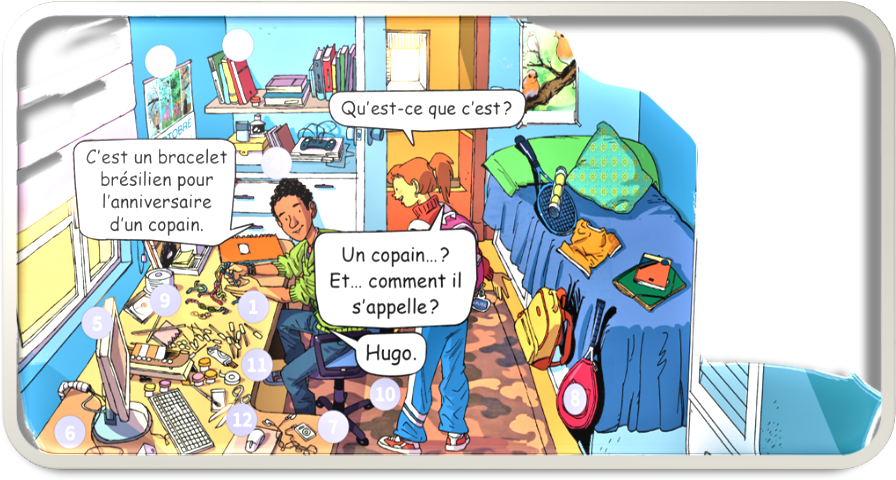 TOBRE
Qu'est-ce que c'est?
C'est un bracelet
brésilien pour
l'anniversaire
d'un copain.
Un copain...?
Et... comment il
s'appelle?
Hugo.
9
1
5
11
10
8
12
7
6